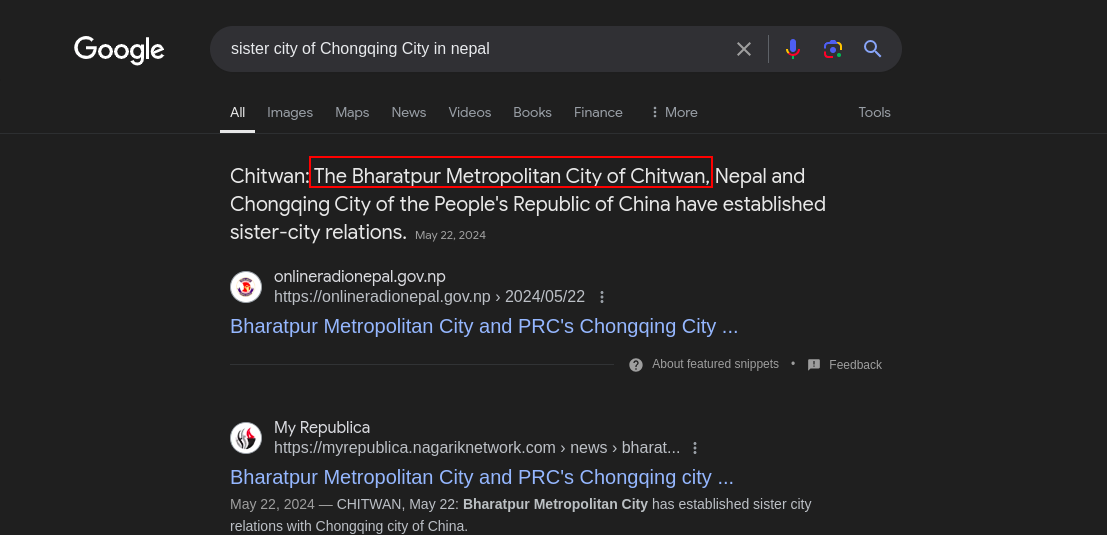 Google
sister city of Chongqing City in nepal
All Images Maps News Videos Books Finance More Tools
Chitwan: The Bharatpur Metropolitan City of Chitwan, Nepal and
Chongqing City of the People's Republic of China have established
sister-city relations. May 22, 2024
onlineradionepal.gov.np
https://onlineradionepal.gov.np › 2024/05/22
Bharatpur Metropolitan City and PRC's Chongqing City ...
About featured snippets • Feedback
My Republica
https://myrepublica.nagariknetwork.com › news › bharat...
Bharatpur Metropolitan City and PRC's Chongqing city ...
May 22, 2024 — CHITWAN, May 22: Bharatpur Metropolitan City has established sister city
relations with Chongqing city of China.